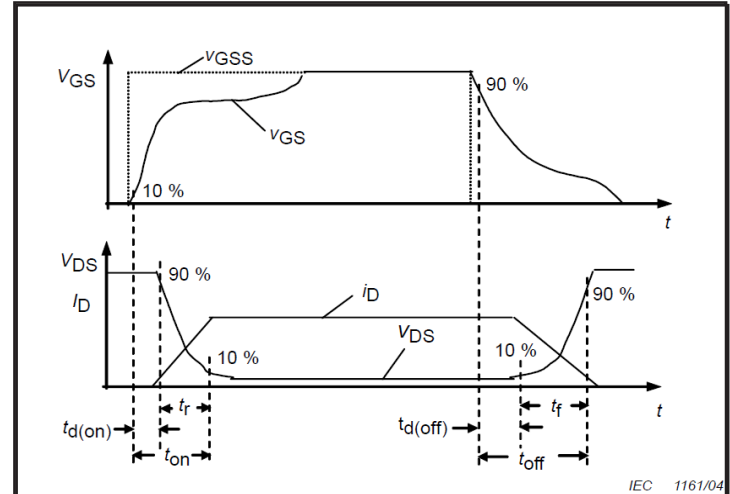 vGSS
VGS
90 %
vGS
10 %
t
VDS
90 %
iD
ID
90 %
vDS
10 %
10 %
tr
tf
t
td(on)
td(off)
ton
toff
IEC 1161/04